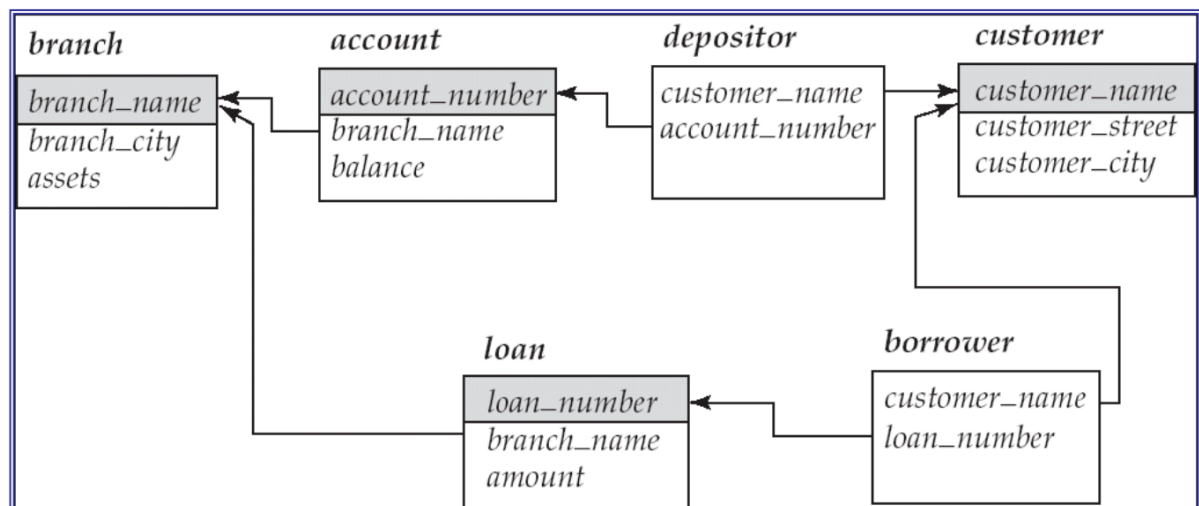 branch
branch_name
branch_city
assets
account
account_number
branch_name
balance
depositor
customer_name
account_number
customer
customer_name
customer_street
customer_city
loan
loan_number
branch_name
amount
borrower
customer_name
loan_number